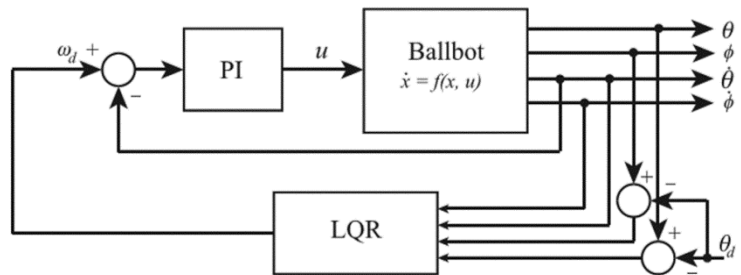 ω_d + − PI u Ballbot
ẋ = f(x, u)
θ
ϕ
θ̇
ϕ̇
LQR
+ −
+ −
θ_d